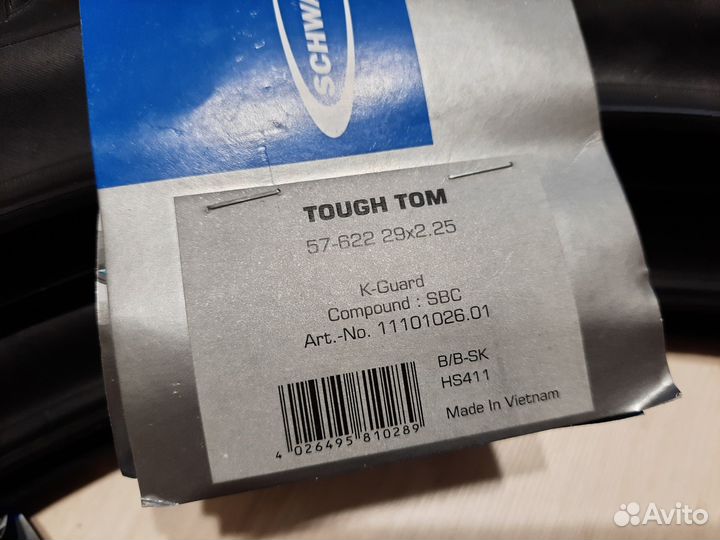 SCHWA
TOUGH TOM
57-622 29x2.25
K-Guard
Compound : SBC
Art.-No. 11101026.01
B/B-SK
HS411
Made In Vietnam
4 026495 810289
Avito